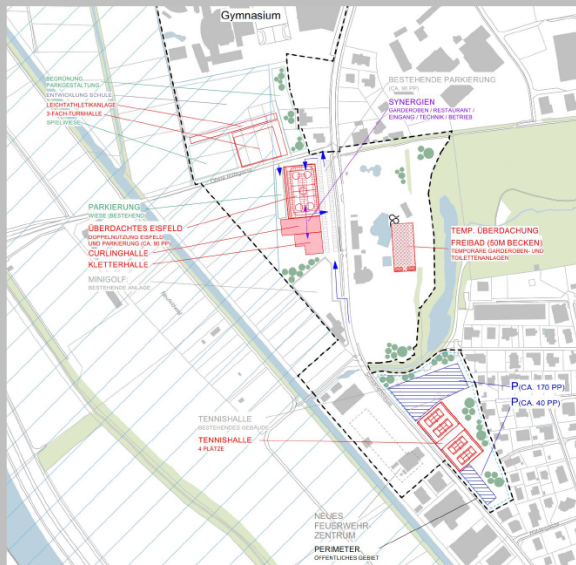 Gymnasium
BEGRÜNUNG
PARKGESTALTUNG
ENTWICKLUNG SCHULE
LEICHTATHLETIKANLAGE
3-FACH-TURNHALLE
SPIELWIESE
BESTEHENDE PARKIERUNG
(CA. 90 PP)
SYNERGIEN
GARDEROBEN / RESTAURANT /
EINGANG / TECHNIK / BETRIEB
PARKIERUNG
WIESE (BESTEHEND)
ÜBERDACHTES EISFELD
DOPPELNUTZUNG EISFELD
UND PARKIERUNG (CA. 90 PP)
CURLINGHALLE
KLETTERHALLE
MINIGOLF
BESTEHENDE ANLAGE
TEMP. ÜBERDACHUNG
FREIBAD (50M BECKEN)
TEMPORÄRE GARDEROBEN- UND
TOILETTENANLAGEN
P(CA. 170 PP)
P(CA. 40 PP)
TENNISHALLE
BESTEHENDES GEBÄUDE
TENNISHALLE
4 PLÄTZE
NEUES
FEUSRWEHR-
ZENTRUM
PERIMETER
ÖFFENTLICHES GEBIET